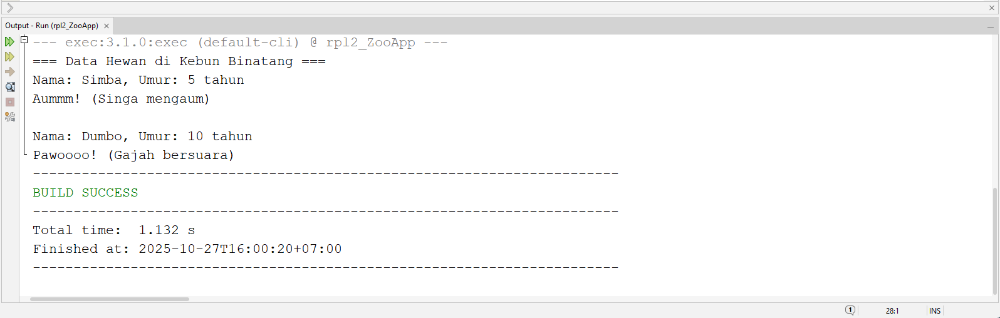 Output - Run (rpl2_ZooApp)
--- exec:3.1.0:exec (default-cli) @ rpl2_ZooApp ---
=== Data Hewan di Kebun Binatang ===
Nama: Simba, Umur: 5 tahun
Aummm! (Singa mengaum)
Nama: Dumbo, Umur: 10 tahun
Pawoooo! (Gajah bersuara)
------------------------------------------------------------------------
BUILD SUCCESS
------------------------------------------------------------------------
Total time:  1.132 s
Finished at: 2025-10-27T16:00:20+07:00
------------------------------------------------------------------------
1 28:1 INS